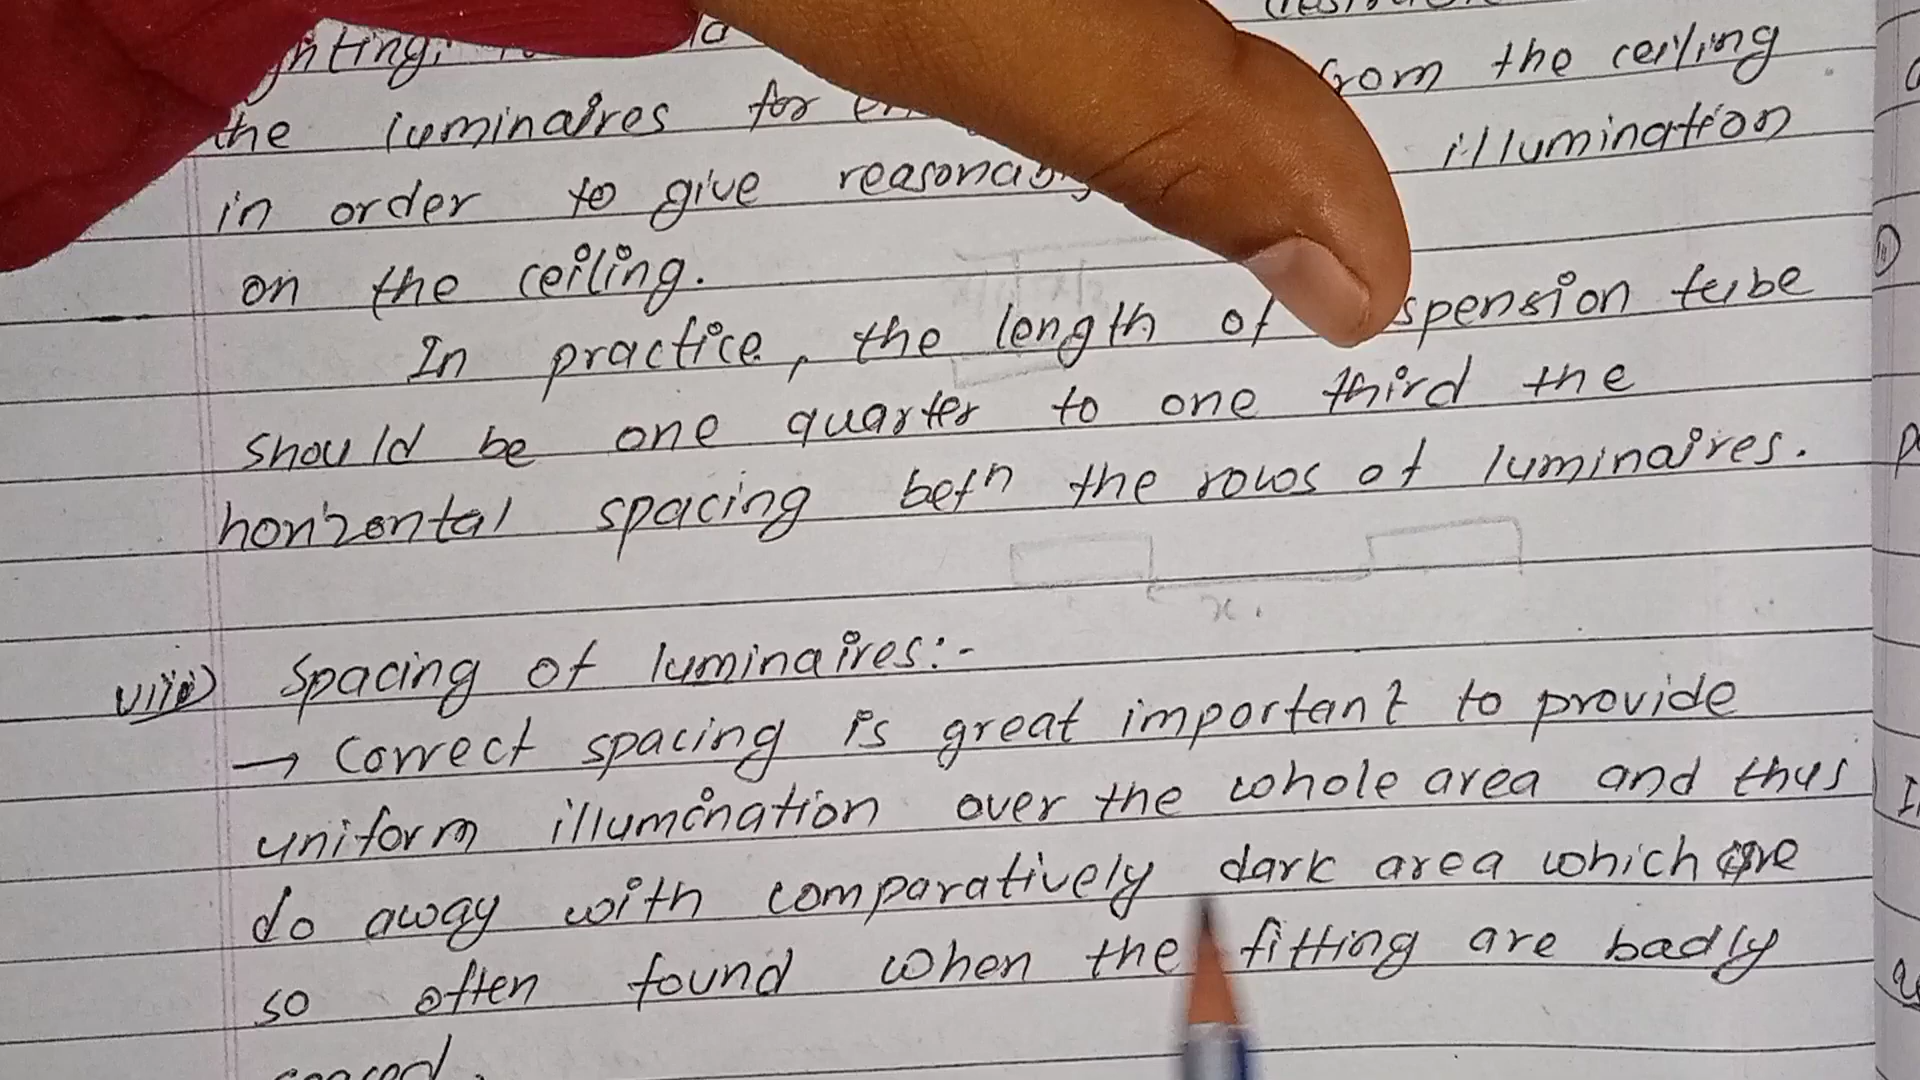 from the ceiling
the luminaires for illumination
in order to give
on the ceiling.
In practice, the length of spension tube
should be one quarter to one third the
horizontal spacing betn the rows of luminaires.
x.
viii) Spacing of luminaires:-
→ Correct spacing is great important to provide
uniform illumination over the whole area and thus
do away with comparatively dark area which are
so often found when the fitting are badly